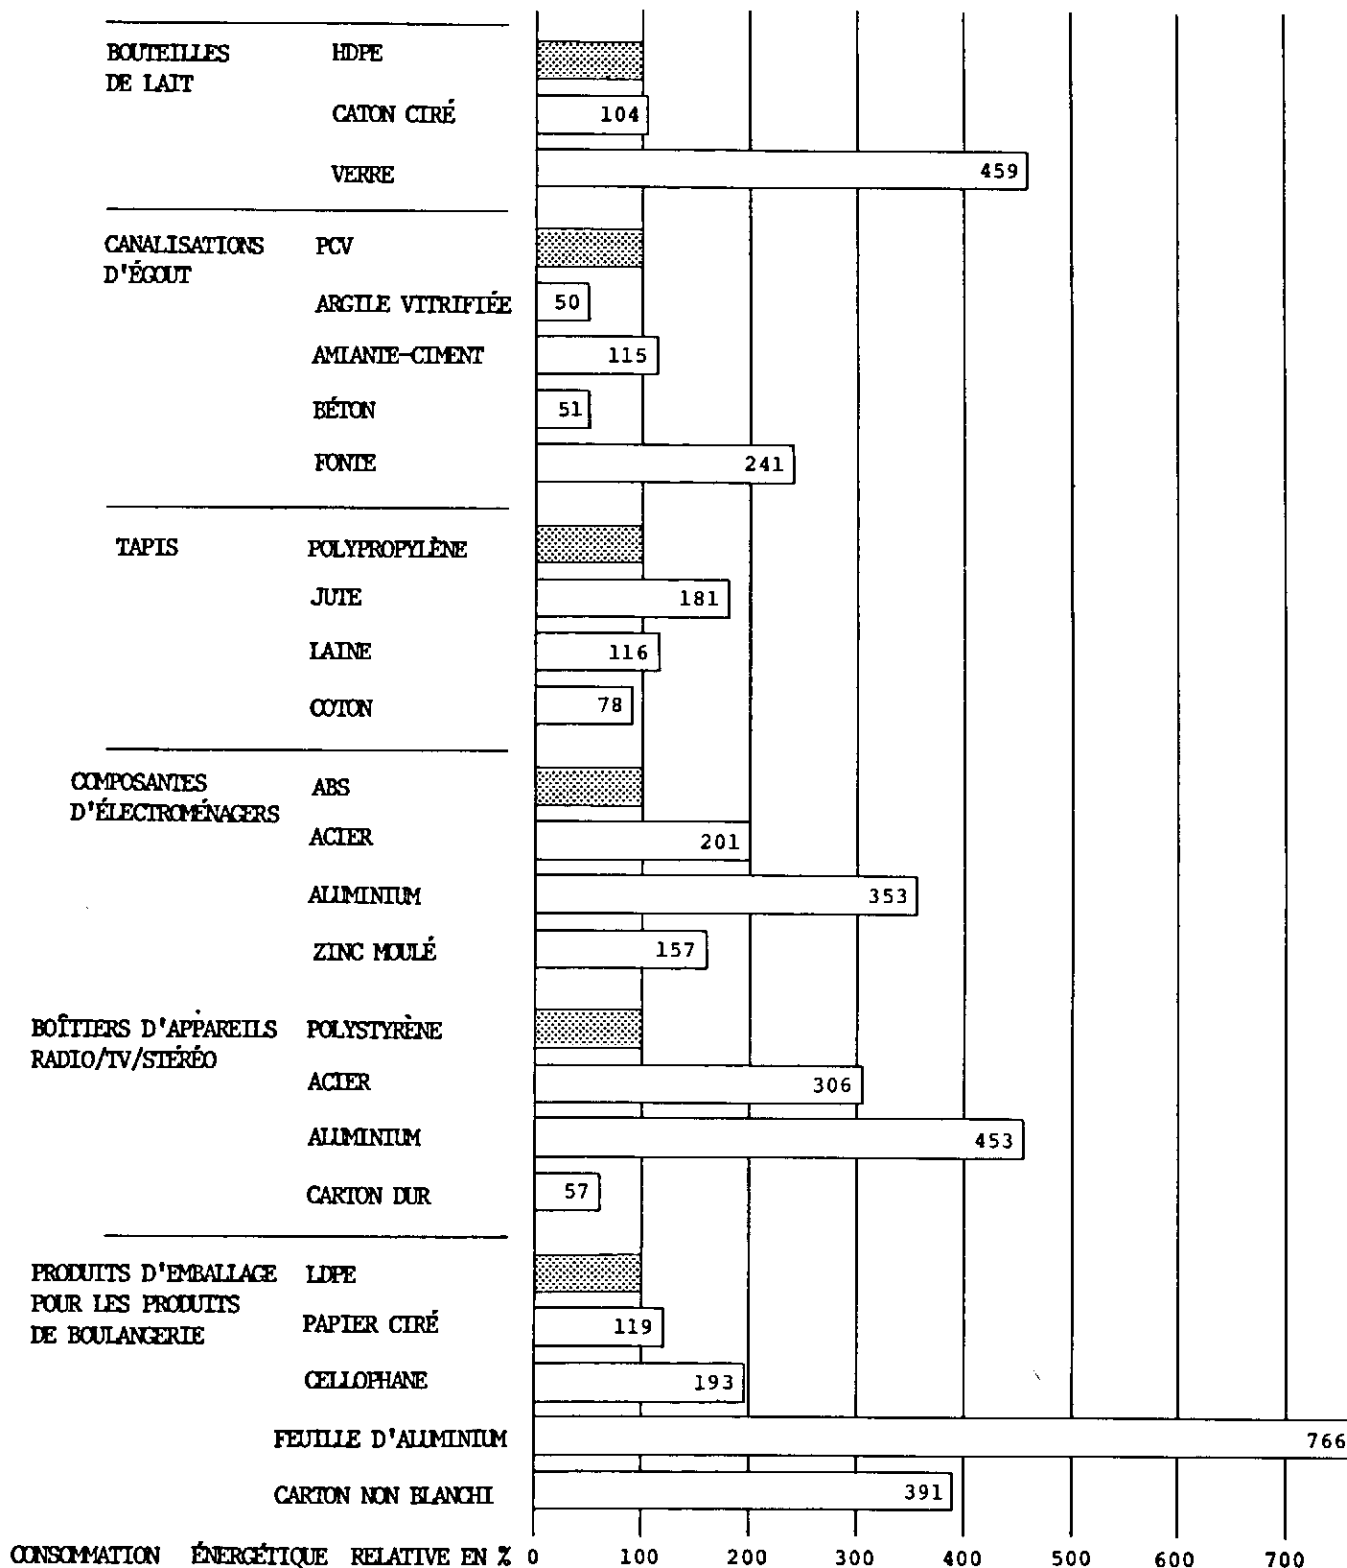 BOUTEILLES HDPE
DE LAIT
CATON CIRÉ 104
VERRE 459
CANALISATIONS PCV
D'ÉGOUT
ARGILE VITRIFIÉE 50
AMIANTE-CIMENT 115
BÉTON 51
FONTE 241
TAPIS POLYPROPYLÈNE
JUTE 181
LAINE 116
COTON 78
COMPOSANTES ABS
D'ÉLECTROMÉNAGERS
ACIER 201
ALUMINIUM 353
ZINC MOULÉ 157
BOÎTIERS D'APPAREILS POLYSTYRÈNE
RADIO/TV/STÉRÉO
ACIER 306
ALUMINIUM 453
CARTON DUR 57
PRODUITS D'EMBALLAGE LDPE
POUR LES PRODUITS
DE BOULANGERIE
PAPIER CIRÉ 119
CELLOPHANE 193
FEUILLE D'ALUMINIUM 766
CARTON NON BLANCHI 391
CONSOMMATION ÉNERGÉTIQUE RELATIVE EN % 0 100 200 300 400 500 600 700